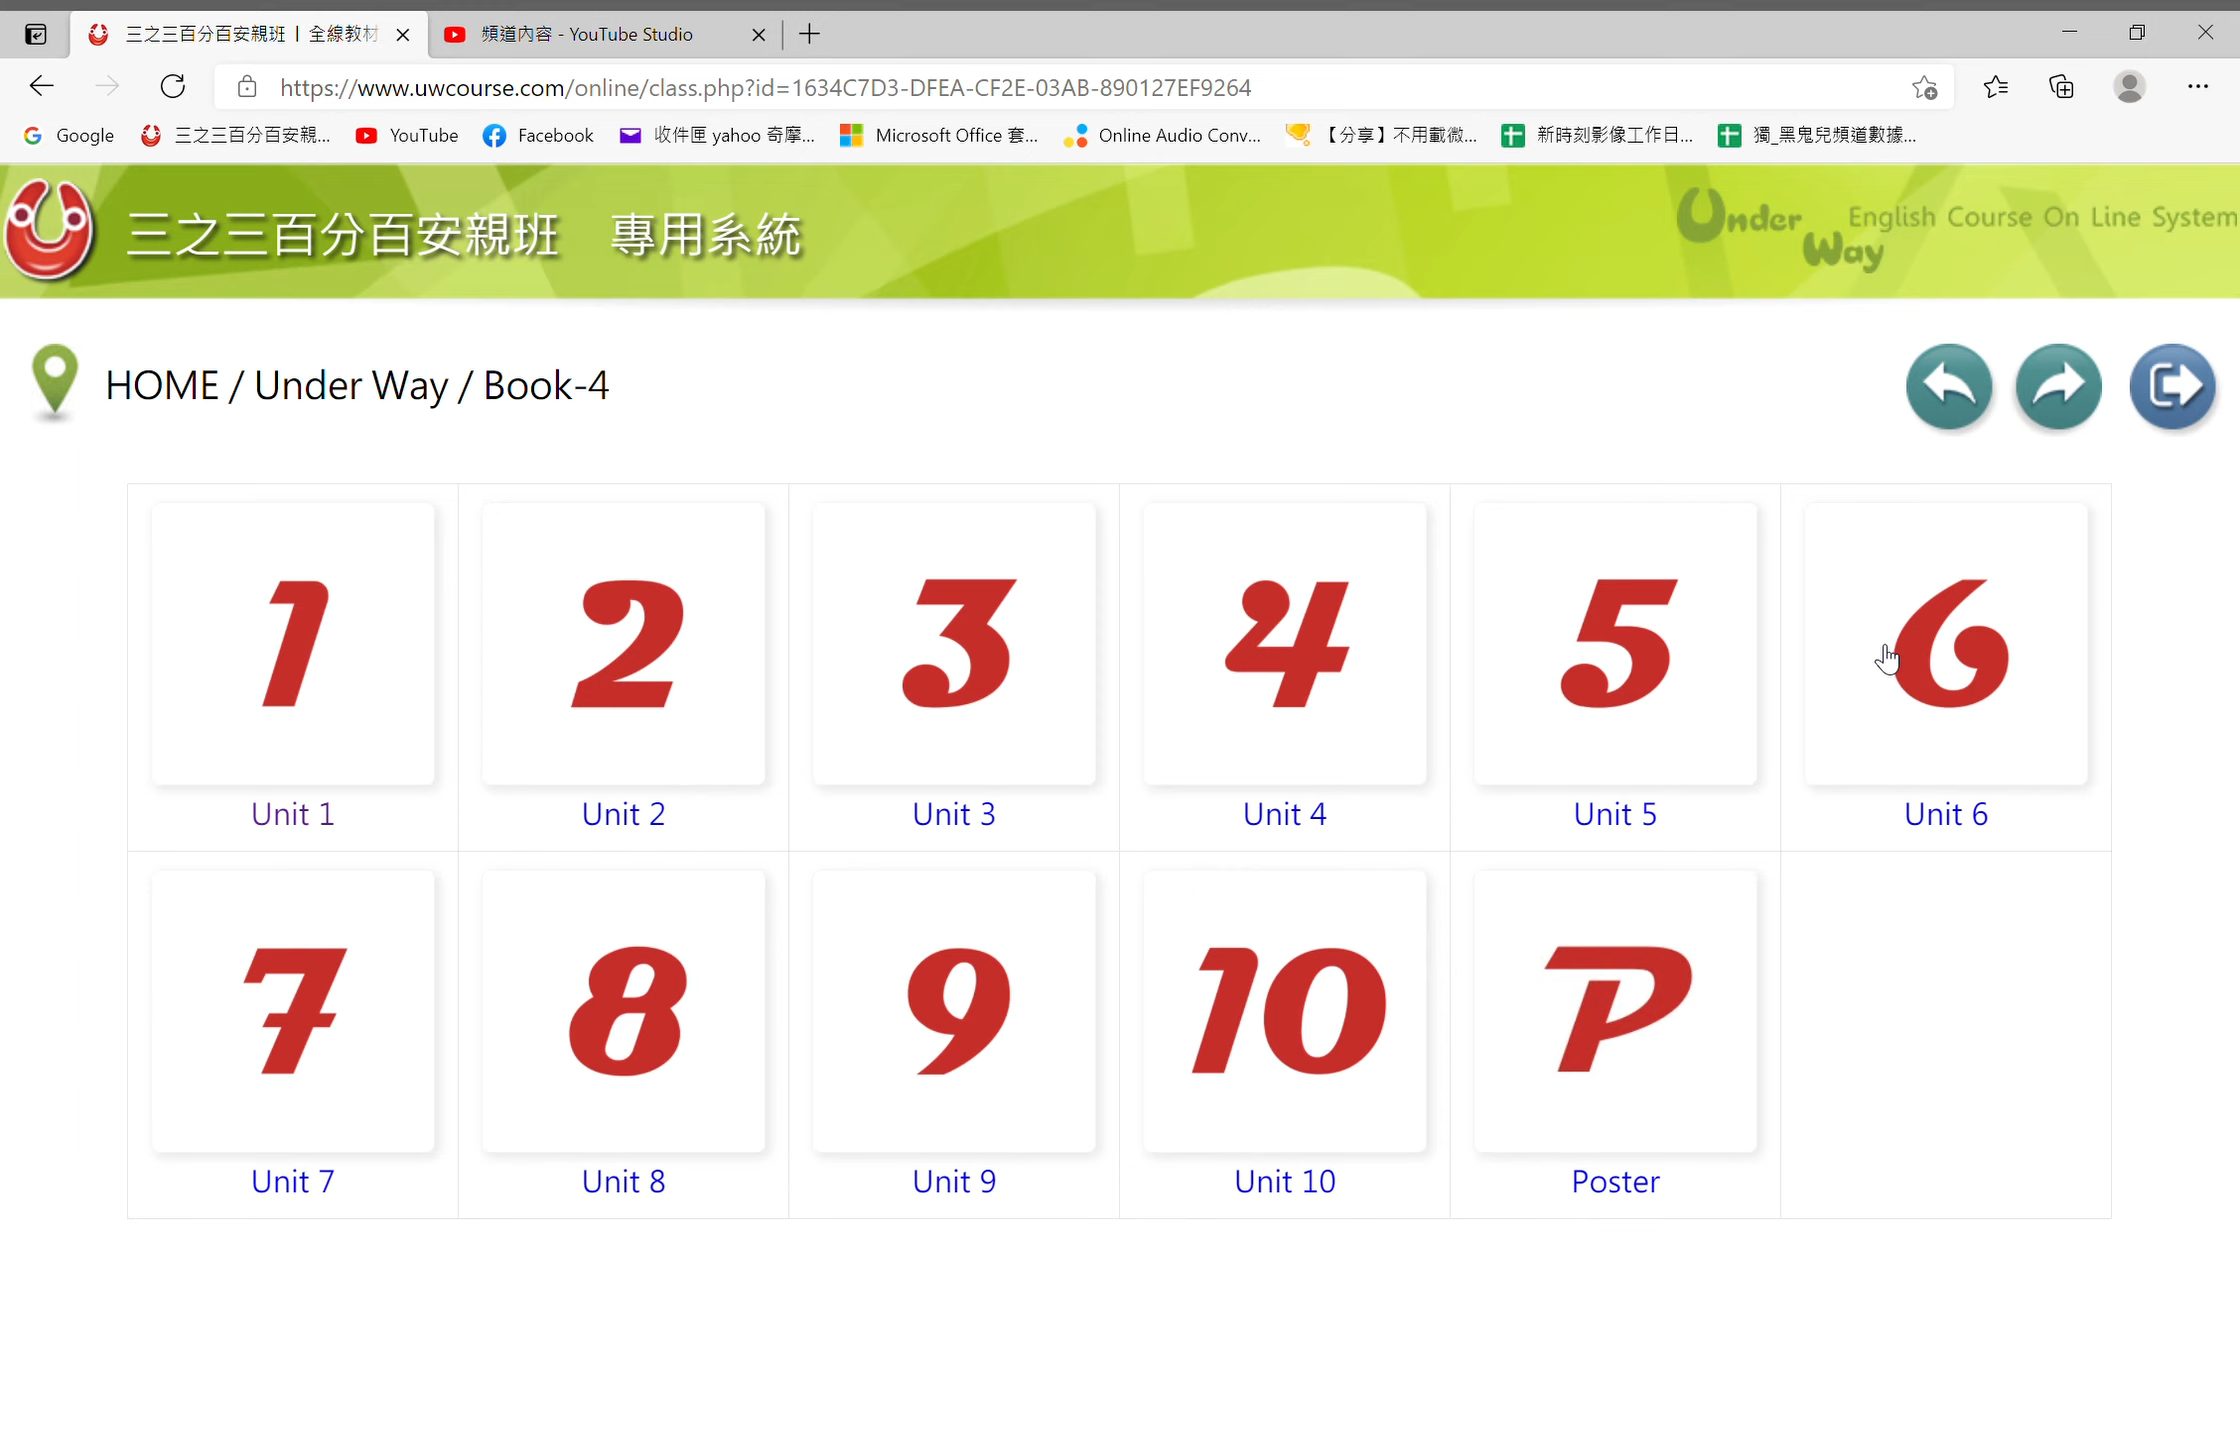 三之三百分百安親班 | 全線教材
頻道內容 - YouTube Studio
https://www.uwcourse.com/online/class.php?id=1634C7D3-DFEA-CF2E-03AB-890127EF9264
Google 三之三百分百安親... YouTube Facebook 收件匣 yahoo 奇摩... Microsoft Office 套... Online Audio Conv... 【分享】不用載微... 新時刻影像工作日... 獨_黑鬼兒頻道數據...
三之三百分百安親班 專用系統
Under Way English Course On Line System
HOME / Under Way / Book-4
1 2 3 4 5 6
Unit 1 Unit 2 Unit 3 Unit 4 Unit 5 Unit 6
7 8 9 10 P
Unit 7 Unit 8 Unit 9 Unit 10 Poster